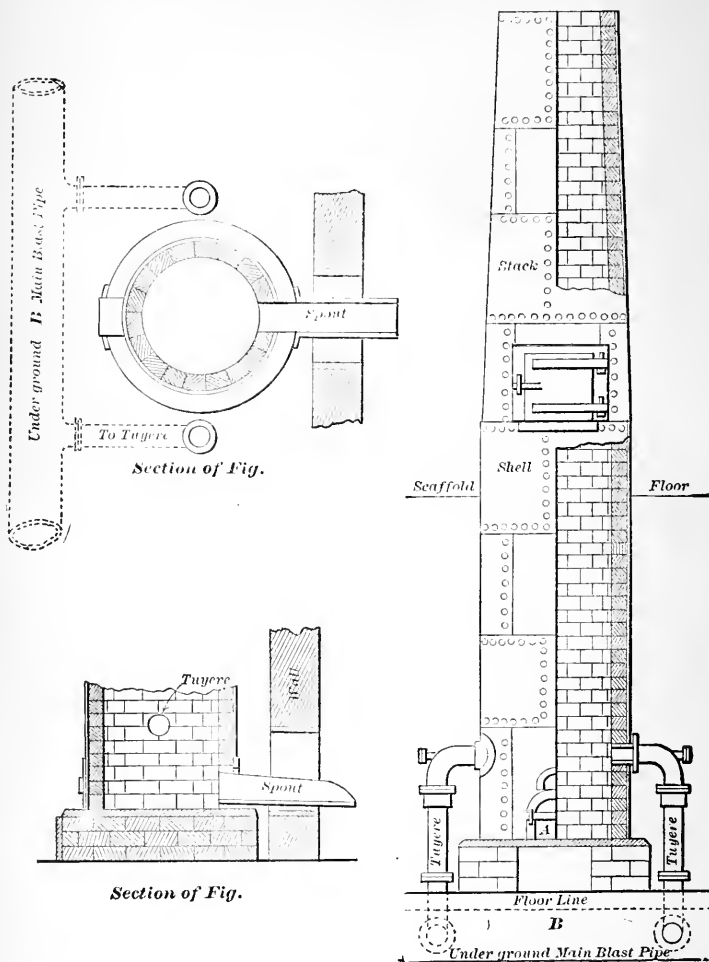 Under ground B Main Blast Pipe
Spout
To Tuyere
Section of Fig.
Stack
Shell
Scaffold
Floor
Tuyere
Wall
Spout
Section of Fig.
A
Tuyere
Tuyere
Floor Line
B
Under ground Main Blast Pipe